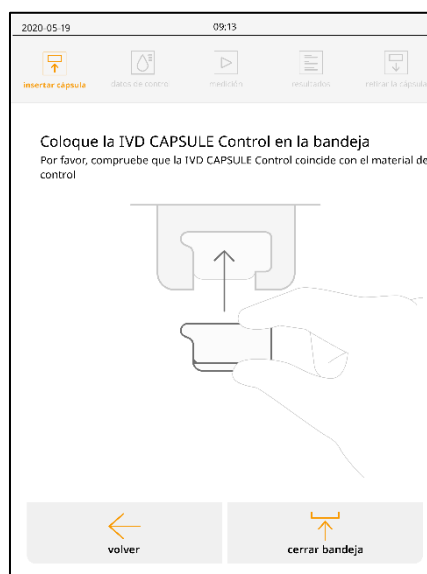 2020-05-19 09:13
insertar cápsula datos de control medición resultados retirar la cápsula
Coloque la IVD CAPSULE Control en la bandeja
Por favor, compruebe que la IVD CAPSULE Control coincide con el material de
control
volver cerrar bandeja